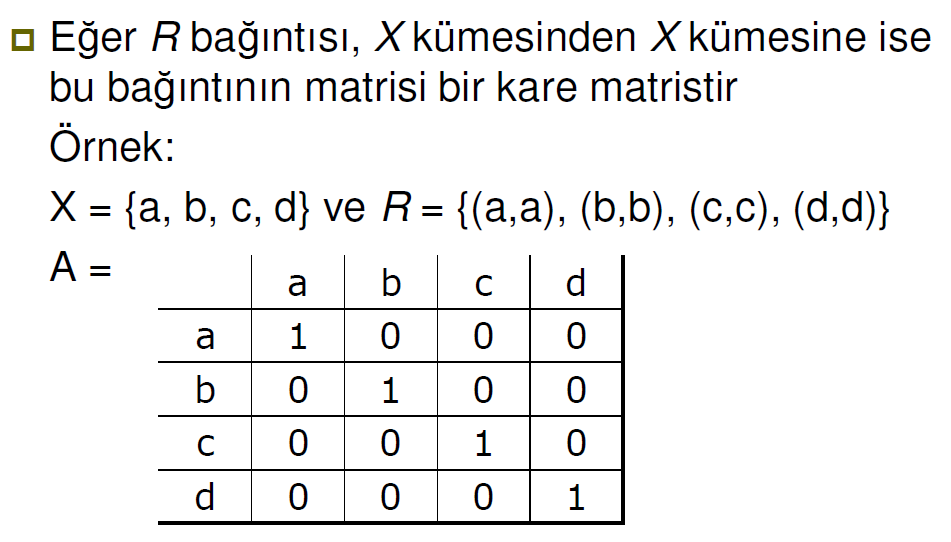 Eğer R bağıntısı, X kümesinden X kümesine ise
bu bağıntının matrisi bir kare matristir
Örnek:
X = {a, b, c, d} ve R = {(a,a), (b,b), (c,c), (d,d)}
A =
a b c d
a 1 0 0 0
b 0 1 0 0
c 0 0 1 0
d 0 0 0 1